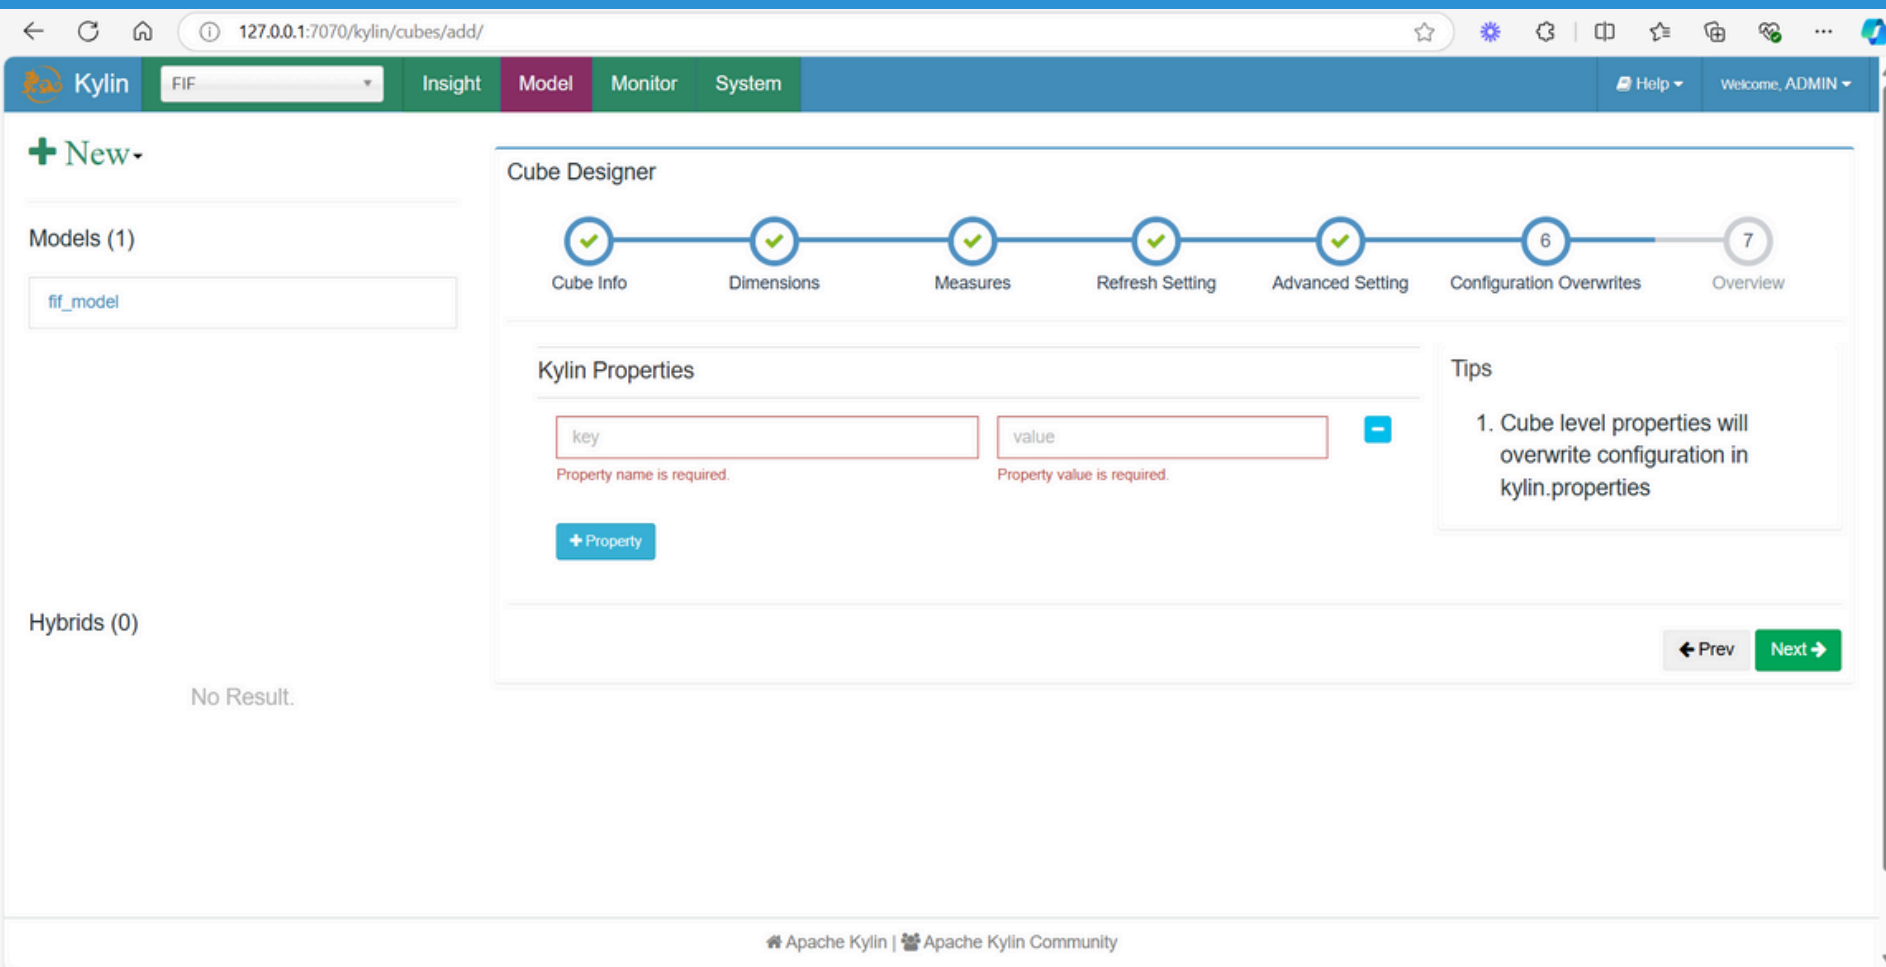 127.0.0.1:7070/kylin/cubes/add/
Kylin
FIF
Insight
Model
Monitor
System
Help
Welcome, ADMIN
New
Models (1)
fif_model
Hybrids (0)
No Result.
Cube Designer
6
7
Cube Info
Dimensions
Measures
Refresh Setting
Advanced Setting
Configuration Overwrites
Overview
Kylin Properties
key
value
Property name is required.
Property value is required.
Property
Tips
1. Cube level properties will
overwrite configuration in
kylin.properties
Prev
Next
Apache Kylin | Apache Kylin Community